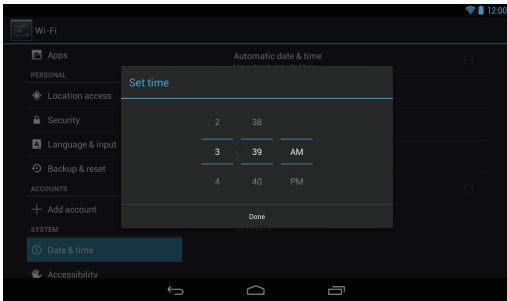 12:00
Wi-Fi
Apps
Automatic date & time
PERSONAL
Set time
Location access
2 38
Security
3 : 39 AM
Language & input
Backup & reset
4 40 PM
ACCOUNTS
Add account
Done
SYSTEM
Date & time
Accessibility